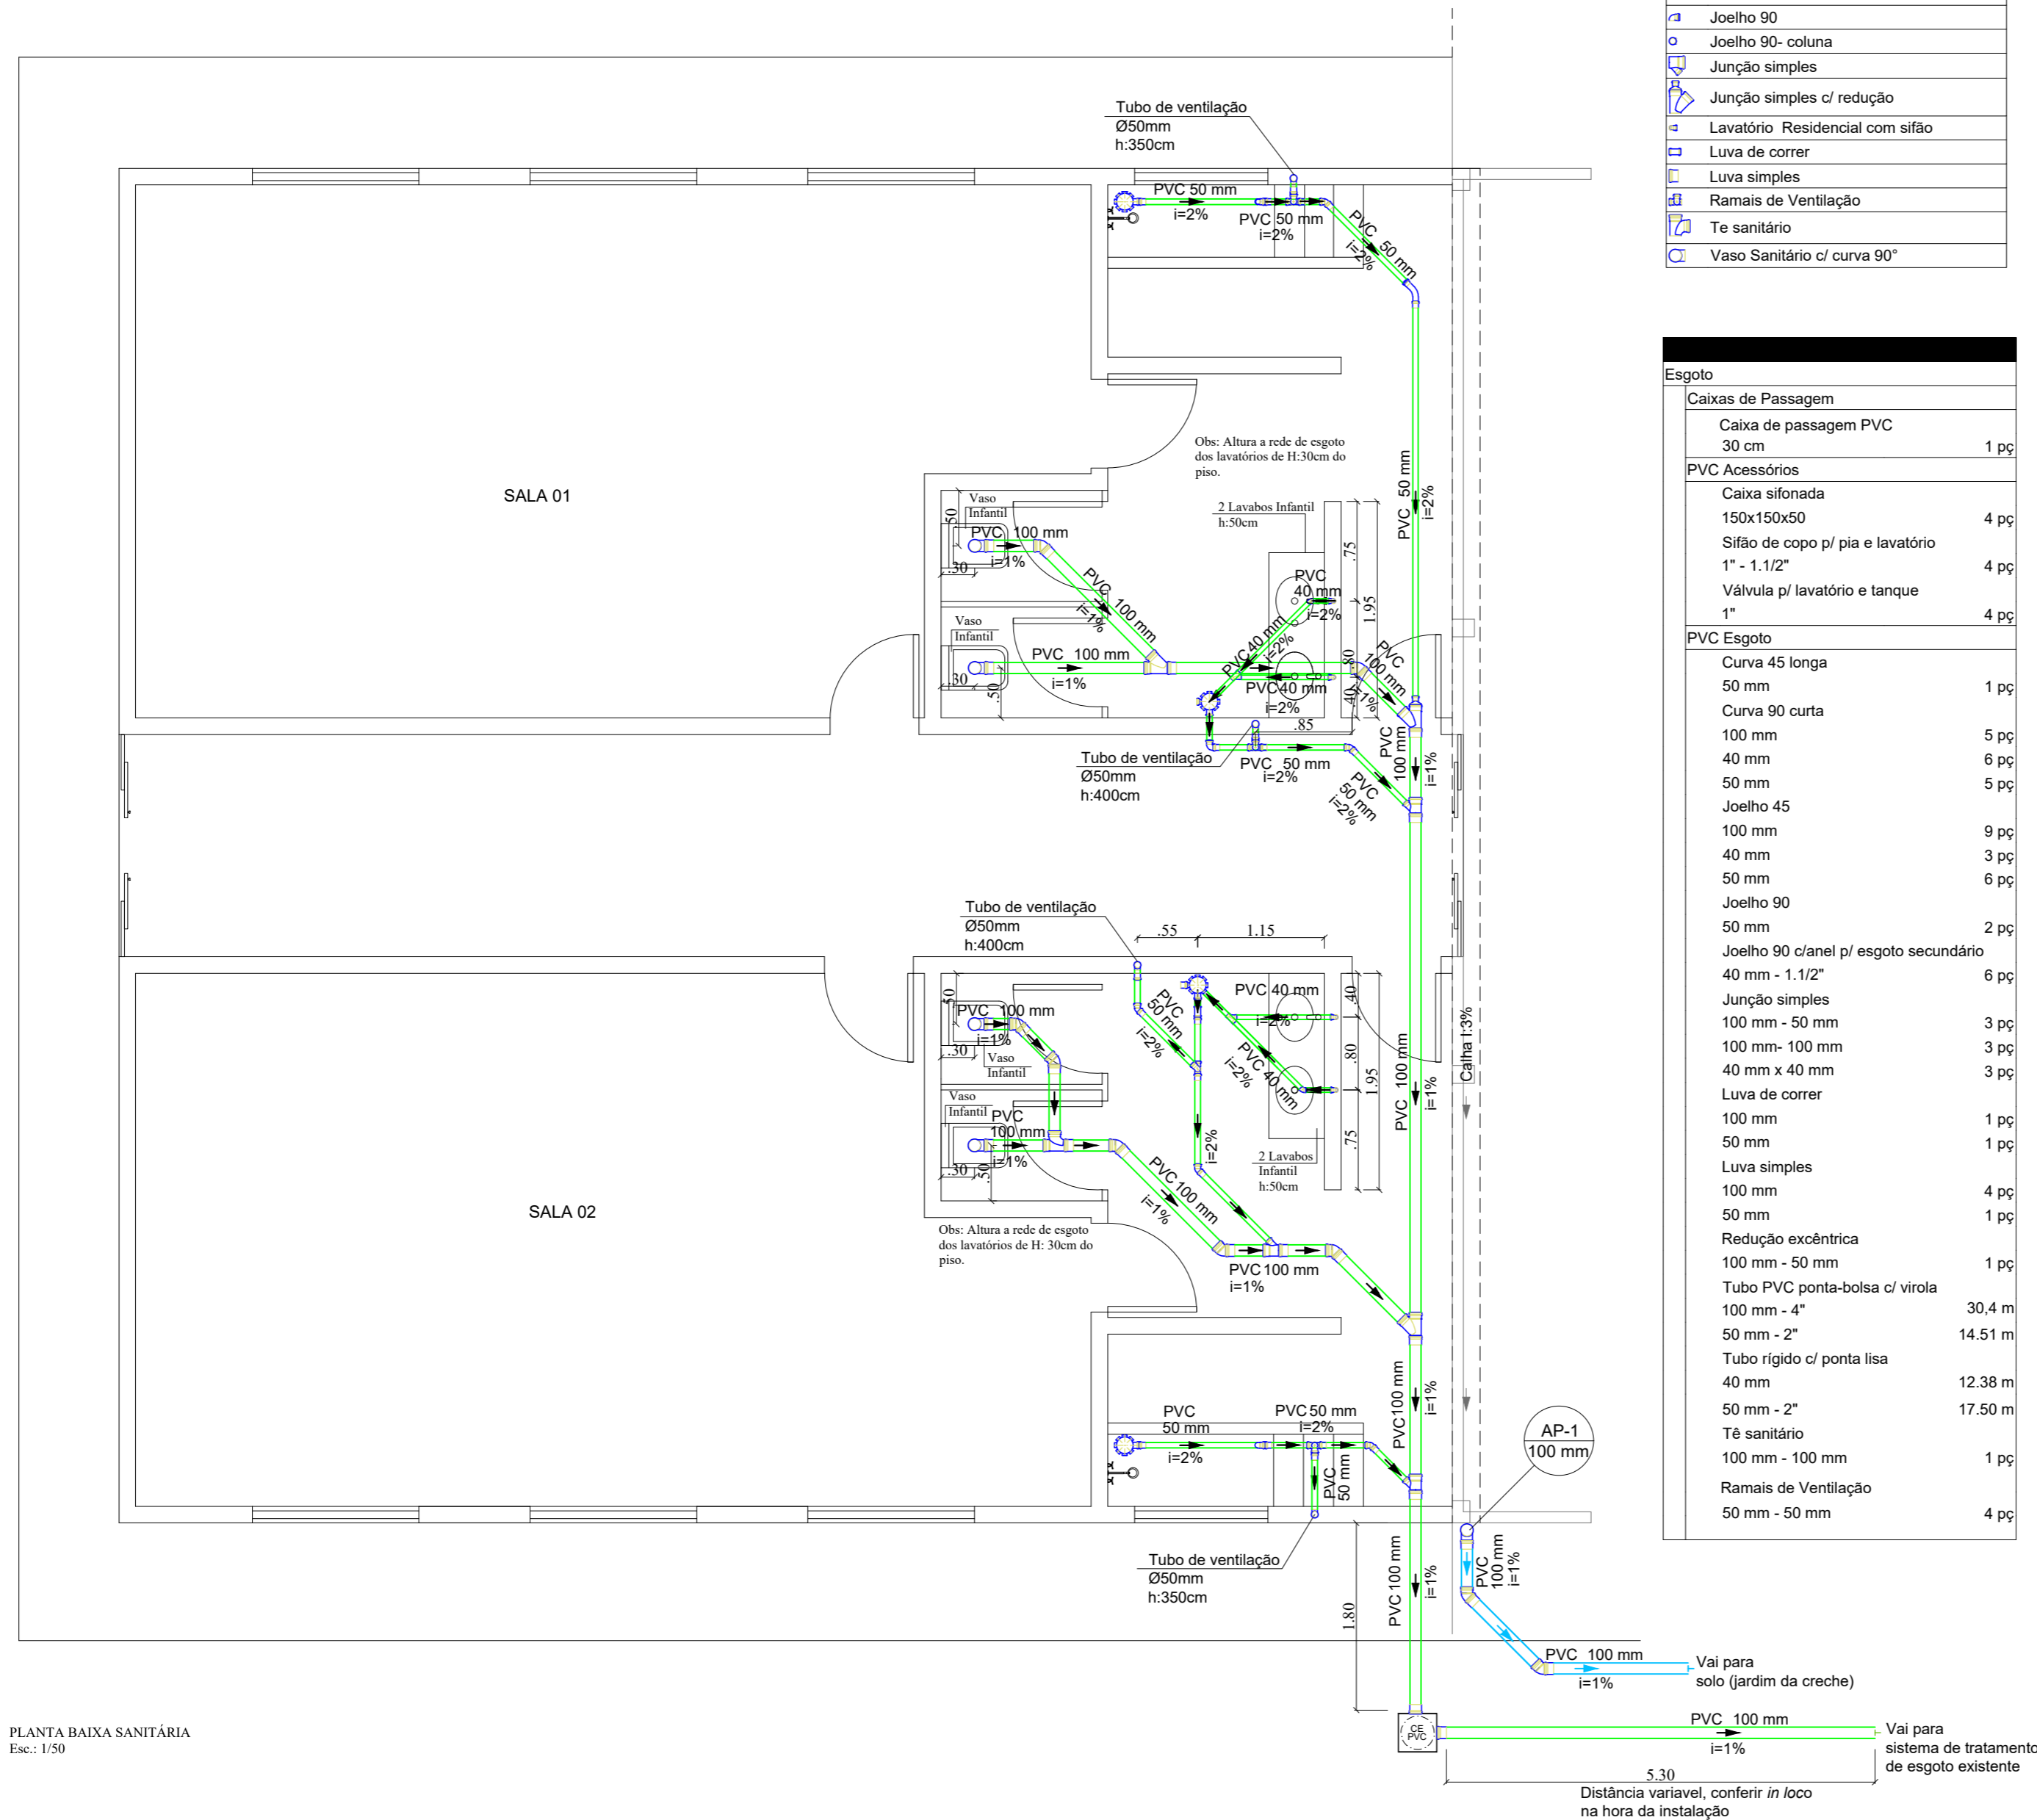 Joelho 90
Joelho 90- coluna
Junção simples
Junção simples c/ redução
Lavatório  Residencial com sifão
Luva de correr
Luva simples
Ramais de Ventilação
Te sanitário
Vaso Sanitário c/ curva 90°
Tubo de ventilação
Ø50mm
h:350cm
PVC 50 mm
i=2%
PVC 50 mm
i=2%
PVC 50 mm
i=2%
PVC 50 mm
i=2%
SALA 01
Obs: Altura a rede de esgoto
dos lavatórios de H:30cm do
piso.
Vaso
Infantil
.50
PVC 100 mm
i=1%
.30
PVC 100 mm
i=1%
2 Lavabos Infantil
h:50cm
.75
1.95
.80
.40
PVC
40 mm
i=2%
PVC 40 mm
i=2%
PVC 40 mm
i=2%
Vaso
Infantil
PVC 100 mm
i=1%
.30
.50
PVC
100 mm
i=1%
.85
Tubo de ventilação
Ø50mm
h:400cm
PVC 50 mm
i=2%
PVC
50 mm
i=2%
PVC
100 mm
i=1%
Tubo de ventilação
Ø50mm
h:400cm
.55
1.15
.50
PVC 100 mm
i=1%
.30
Vaso
Infantil
PVC
50 mm
i=2%
PVC 40 mm
i=2%
PVC 40 mm
i=2%
.40
.80
1.95
.75
PVC 100 mm
i=1%
Calha I:3%
Vaso
Infantil
PVC
100 mm
i=1%
.30
.50
i=2%
2 Lavabos
Infantil
h:50cm
PVC 100 mm
i=1%
SALA 02
Obs: Altura a rede de esgoto
dos lavatórios de H: 30cm do
piso.
PVC 100 mm
i=1%
PVC 100 mm
i=1%
PVC
50 mm
i=2%
PVC 50 mm
i=2%
PVC
50 mm
AP-1
100 mm
Tubo de ventilação
Ø50mm
h:350cm
1.80
PVC 100 mm
i=1%
PVC
100 mm
i=1%
PVC 100 mm
i=1%
Vai para
solo (jardim da creche)
CE
PVC
PVC 100 mm
i=1%
Vai para
sistema de tratamento
de esgoto existente
5.30
Distância variavel, conferir in loco
na hora da instalação
PLANTA BAIXA SANITÁRIA
Esc.: 1/50
Esgoto
Caixas de Passagem
Caixa de passagem PVC
30 cm 1 pç
PVC Acessórios
Caixa sifonada
150x150x50 4 pç
Sifão de copo p/ pia e lavatório
1" - 1.1/2" 4 pç
Válvula p/ lavatório e tanque
1" 4 pç
PVC Esgoto
Curva 45 longa
50 mm 1 pç
Curva 90 curta
100 mm 5 pç
40 mm 6 pç
50 mm 5 pç
Joelho 45
100 mm 9 pç
40 mm 3 pç
50 mm 6 pç
Joelho 90
50 mm 2 pç
Joelho 90 c/anel p/ esgoto secundário
40 mm - 1.1/2" 6 pç
Junção simples
100 mm - 50 mm 3 pç
100 mm- 100 mm 3 pç
40 mm x 40 mm 3 pç
Luva de correr
100 mm 1 pç
50 mm 1 pç
Luva simples
100 mm 4 pç
50 mm 1 pç
Redução excêntrica
100 mm - 50 mm 1 pç
Tubo PVC ponta-bolsa c/ virola
100 mm - 4" 30,4 m
50 mm - 2" 14.51 m
Tubo rígido c/ ponta lisa
40 mm 12.38 m
50 mm - 2" 17.50 m
Tê sanitário
100 mm - 100 mm 1 pç
Ramais de Ventilação
50 mm - 50 mm 4 pç